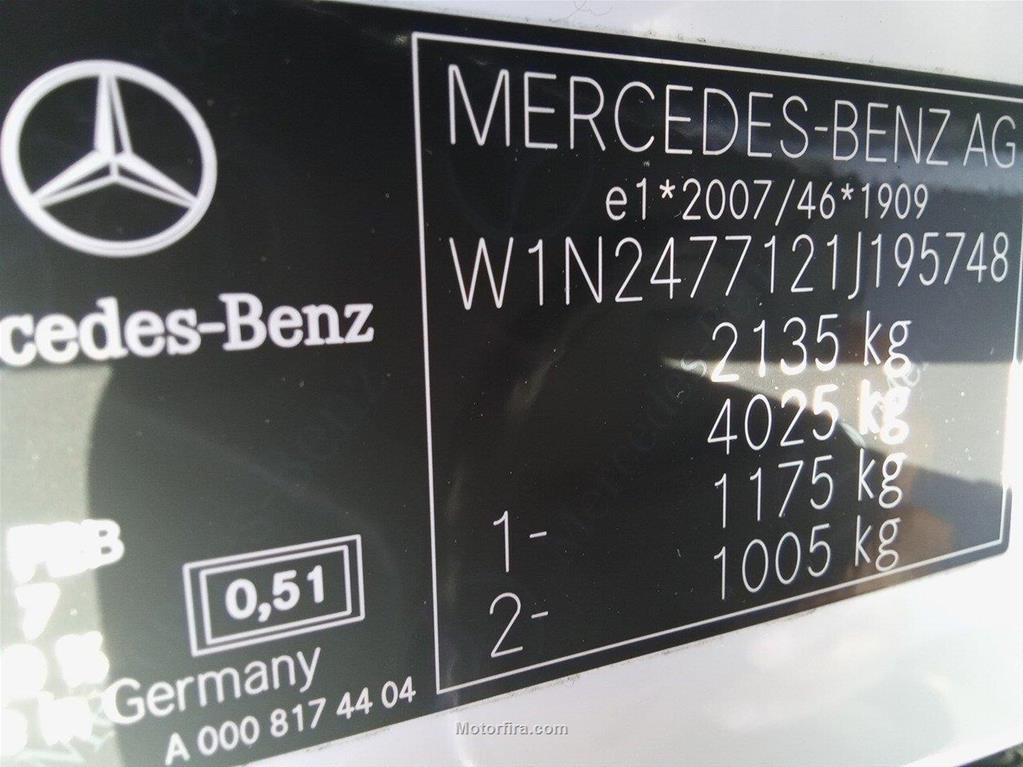 cedes-Benz
0,51
Germany
A 000 817 44 04
MERCEDES-BENZ AG
e1*2007/46*1909
W1N2477121J195748
2135 kg
4025 kg
1- 1175 kg
2- 1005 kg
Motorfira.com